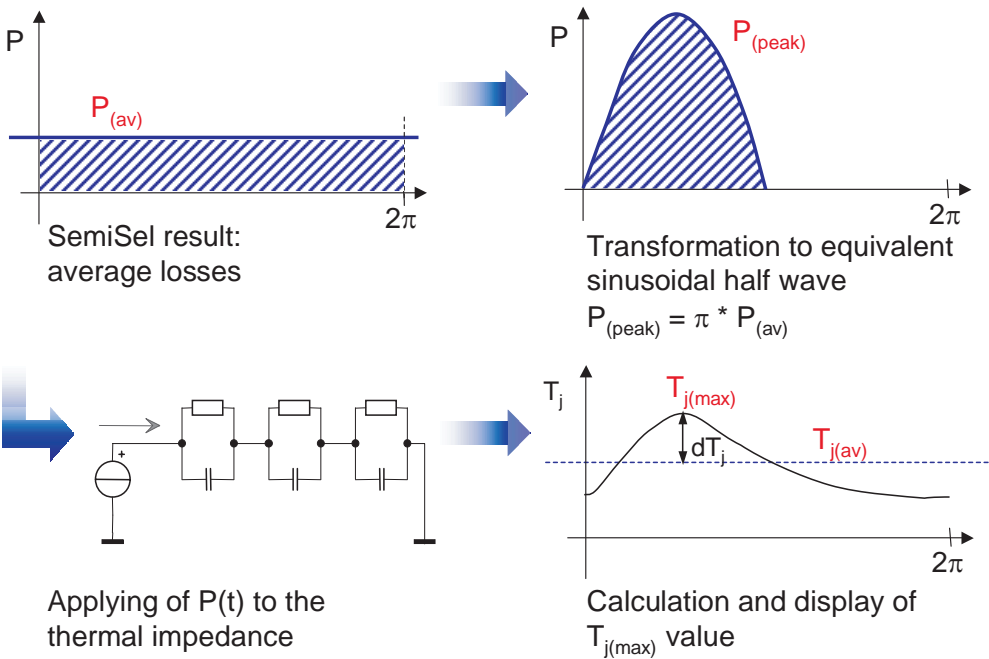 P
P(av)
2π
SemiSel result:
average losses
P
P(peak)
2π
Transformation to equivalent
sinusoidal half wave
P(peak) = π * P(av)
+
Applying of P(t) to the
thermal impedance
Tj
Tj(max)
Tj(av)
dTj
2π
Calculation and display of
Tj(max) value